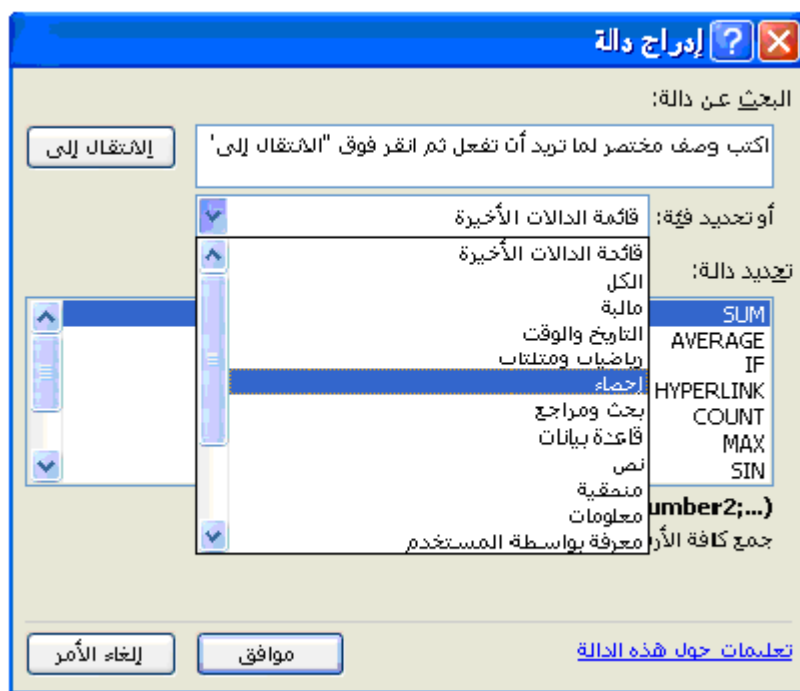 إدراج دالة
البحث عن دالة:
اكتب وصف مختصر لما تريد أن تفعل ثم انقر فوق "الانتقال إلى"
الانتقال إلى
أو تحديد فئة:
قائمة الدالات الأخيرة
قائمة الدالات الأخيرة
الكل
مالية
التاريخ والوقت
رياضيات ومثلثات
إحصاء
بحث ومراجع
قاعدة بيانات
نص
منطقية
معلومات
معرفة بواسطة المستخدم
تحديد دالة:
SUM
AVERAGE
IF
HYPERLINK
COUNT
MAX
SIN
umber2;...)
جمع كافة الأر
تعليمات حول هذه الدالة
موافق
إلغاء الأمر